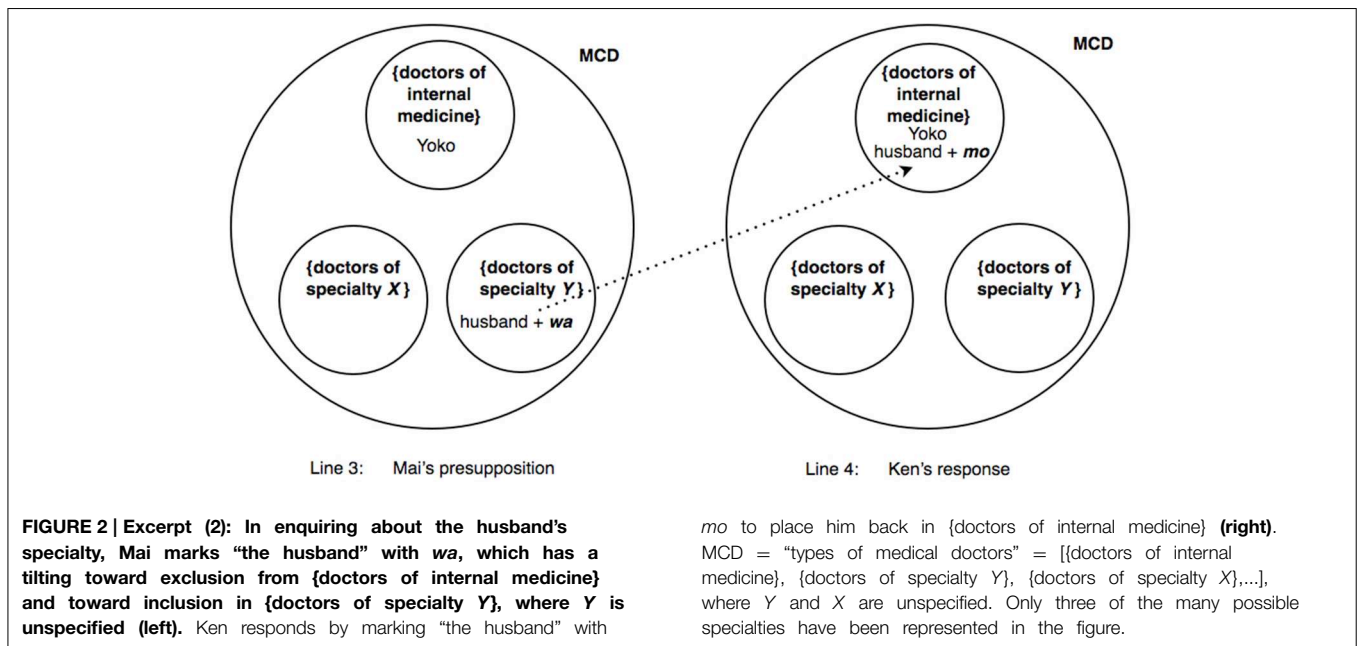 MCD
{doctors of
internal
medicine}
Yoko
{doctors of
specialty X}
{doctors of
specialty Y}
husband + wa
MCD
{doctors of
internal
medicine}
Yoko
husband + mo
{doctors of
specialty X}
{doctors of
specialty Y}
Line 3: Mai's presupposition
Line 4: Ken's response
FIGURE 2 | Excerpt (2): In enquiring about the husband's
specialty, Mai marks “the husband” with wa, which has a
tilting toward exclusion from {doctors of internal medicine}
and toward inclusion in {doctors of specialty Y}, where Y is
unspecified (left). Ken responds by marking “the husband” with
mo to place him back in {doctors of internal medicine} (right).
MCD = “types of medical doctors” = [{doctors of internal
medicine}, {doctors of specialty Y}, {doctors of specialty X},...],
where Y and X are unspecified. Only three of the many possible
specialties have been represented in the figure.